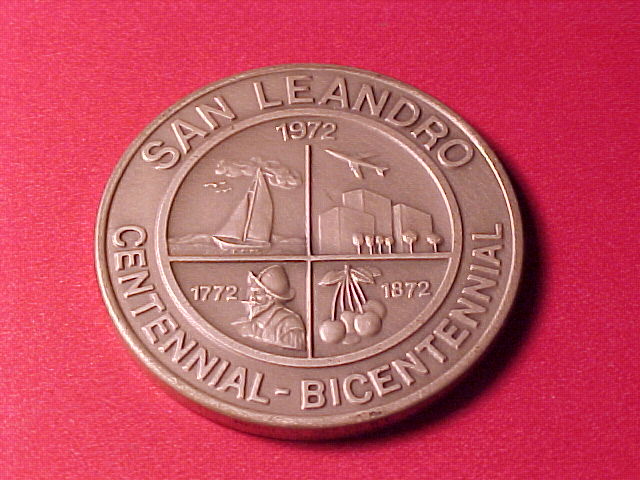 SAN LEANDRO
1972
1772
1872
CENTENNIAL - BICENTENNIAL